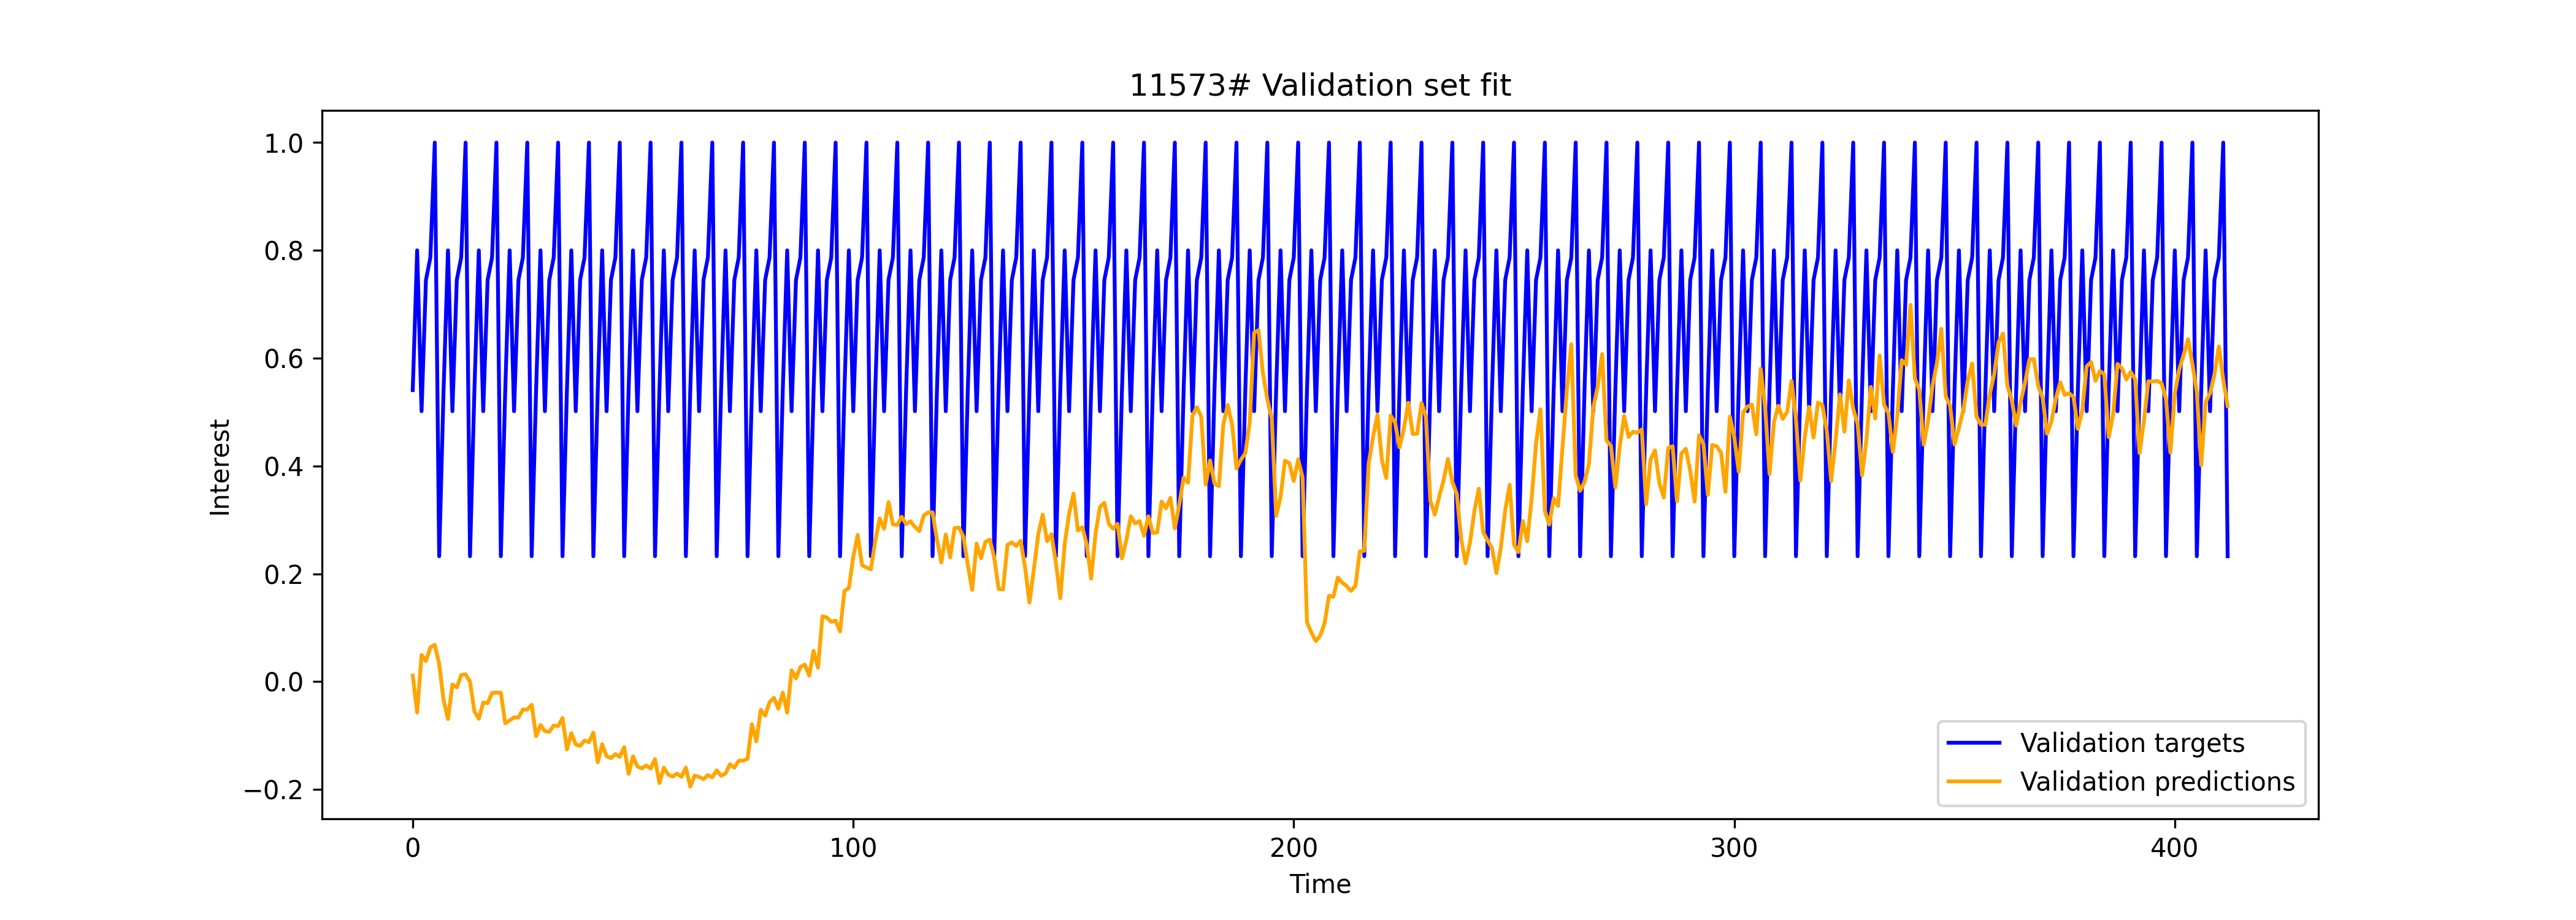 11573# Validation set fit
1.0
0.8
0.6
0.4
0.2
0.0
−0.2
Interest
0
100
200
300
400
Time
Validation targets
Validation predictions